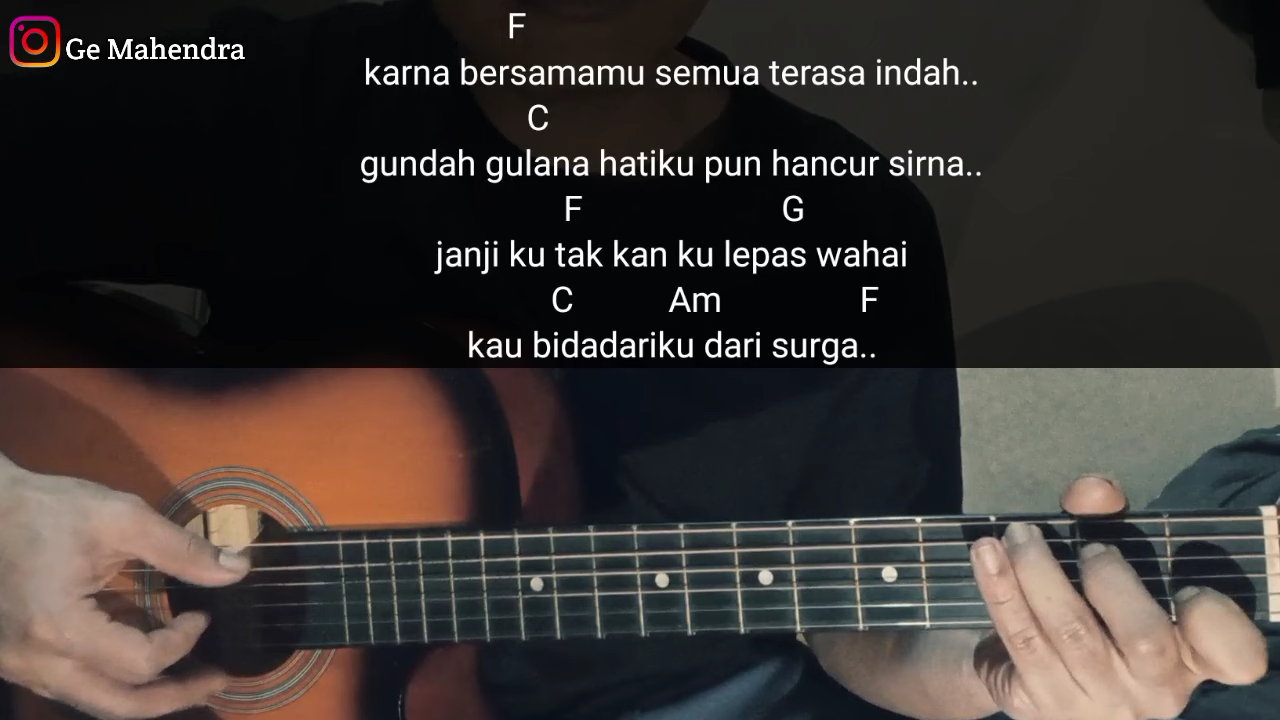 Ge Mahendra
F
karna bersamamu semua terasa indah..
C
gundah gulana hatiku pun hancur sirna..
F G
janji ku tak kan ku lepas wahai
C Am F
kau bidadariku dari surga..